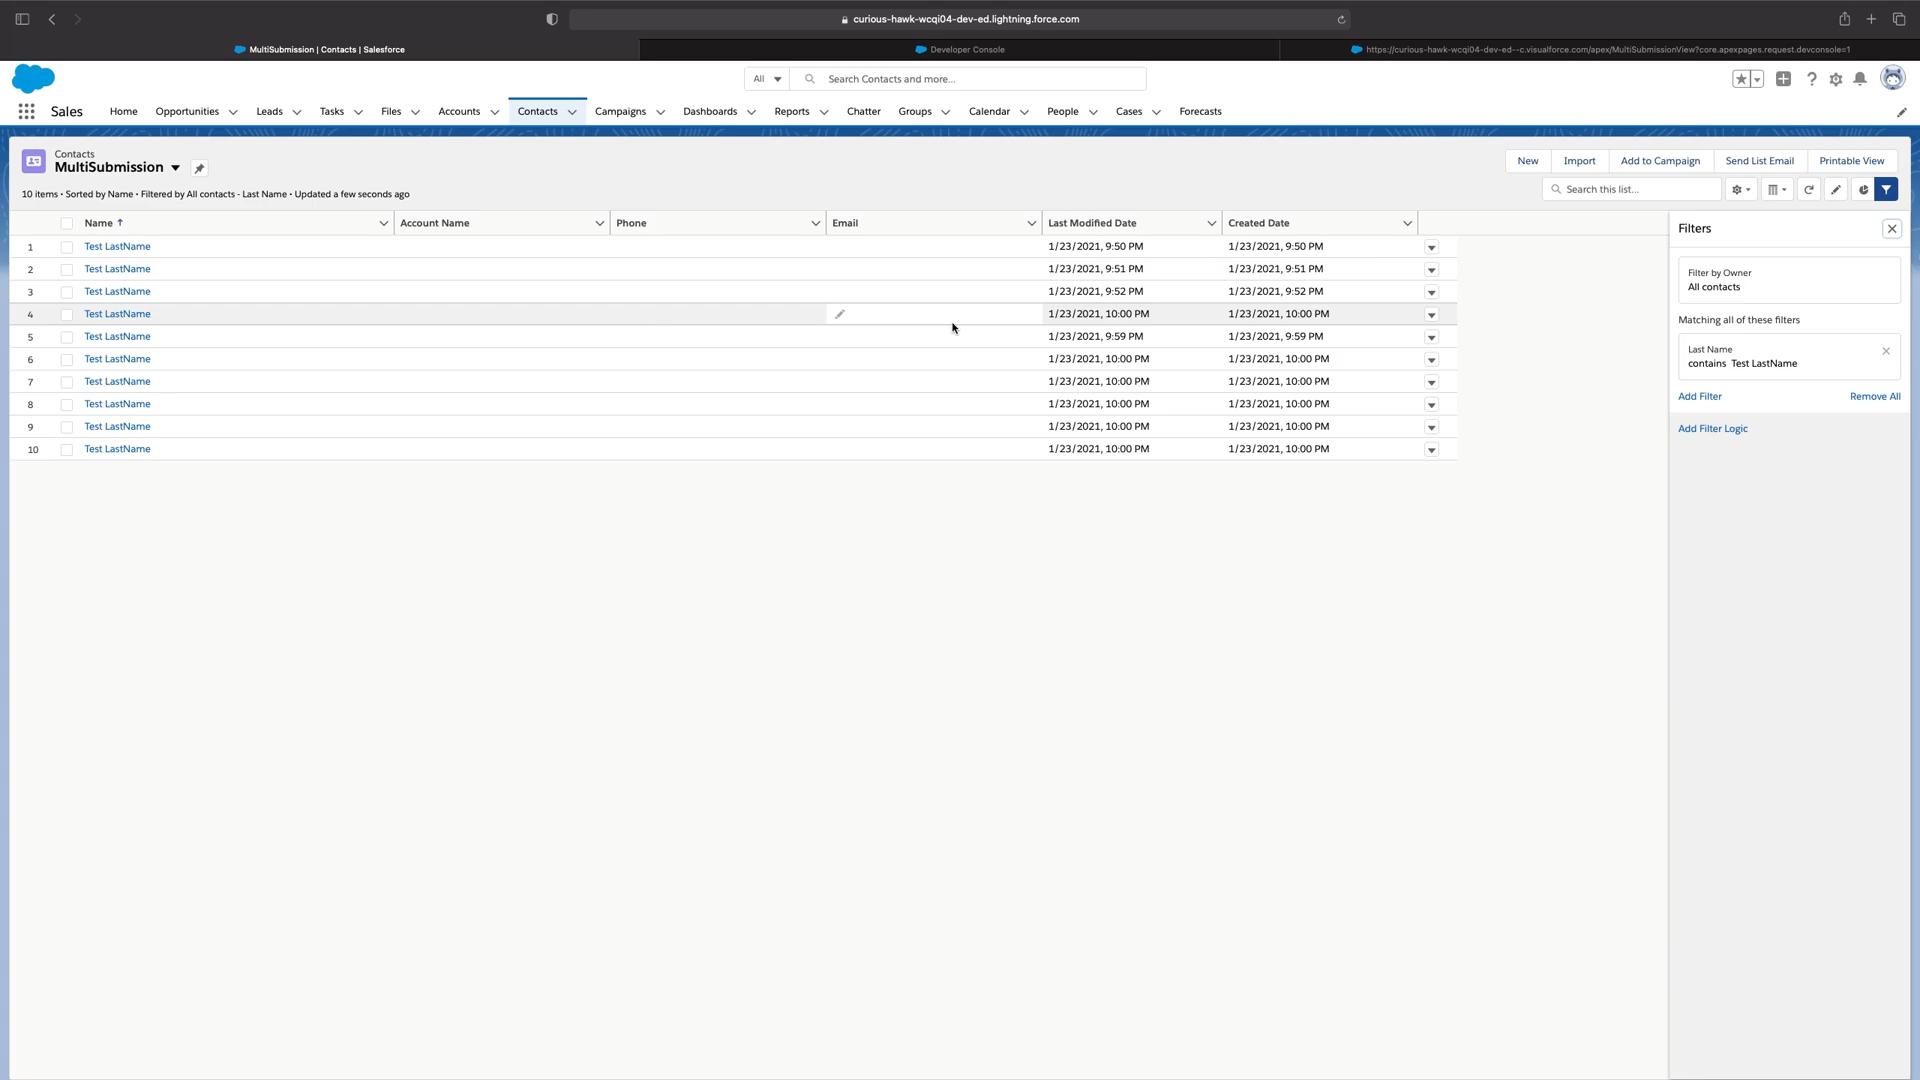 curious-hawk-wcqi04-dev-ed.lightning.force.com
MultiSubmission | Contacts | Salesforce
Developer Console
https://curious-hawk-wcqi04-dev-ed--c.visualforce.com/apex/MultiSubmissionView?core.apexpages.request.devconsole=1
All
Search Contacts and more...
Sales Home Opportunities Leads Tasks Files Accounts Contacts Campaigns Dashboards Reports Chatter Groups Calendar People Cases Forecasts
Contacts
MultiSubmission
New Import Add to Campaign Send List Email Printable View
10 items • Sorted by Name • Filtered by All contacts - Last Name • Updated a few seconds ago
Search this list...
Name Account Name Phone Email Last Modified Date Created Date
1 Test LastName 1/23/2021, 9:50 PM 1/23/2021, 9:50 PM
2 Test LastName 1/23/2021, 9:51 PM 1/23/2021, 9:51 PM
3 Test LastName 1/23/2021, 9:52 PM 1/23/2021, 9:52 PM
4 Test LastName 1/23/2021, 10:00 PM 1/23/2021, 10:00 PM
5 Test LastName 1/23/2021, 9:59 PM 1/23/2021, 9:59 PM
6 Test LastName 1/23/2021, 10:00 PM 1/23/2021, 10:00 PM
7 Test LastName 1/23/2021, 10:00 PM 1/23/2021, 10:00 PM
8 Test LastName 1/23/2021, 10:00 PM 1/23/2021, 10:00 PM
9 Test LastName 1/23/2021, 10:00 PM 1/23/2021, 10:00 PM
10 Test LastName 1/23/2021, 10:00 PM 1/23/2021, 10:00 PM
Filters
Filter by Owner
All contacts
Matching all of these filters
Last Name
contains Test LastName
Add Filter Remove All
Add Filter Logic